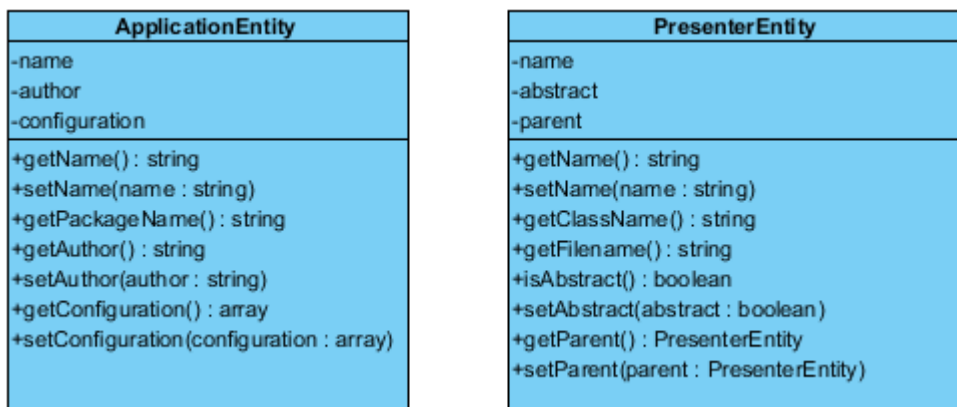 ApplicationEntity
-name
-author
-configuration
+getName() : string
+setName(name : string)
+getPackageName() : string
+getAuthor() : string
+setAuthor(author : string)
+getConfiguration() : array
+setConfiguration(configuration : array)
PresenterEntity
-name
-abstract
-parent
+getName() : string
+setName(name : string)
+getClassName() : string
+getFilename() : string
+isAbstract() : boolean
+setAbstract(abstract : boolean)
+getParent() : PresenterEntity
+setParent(parent : PresenterEntity)